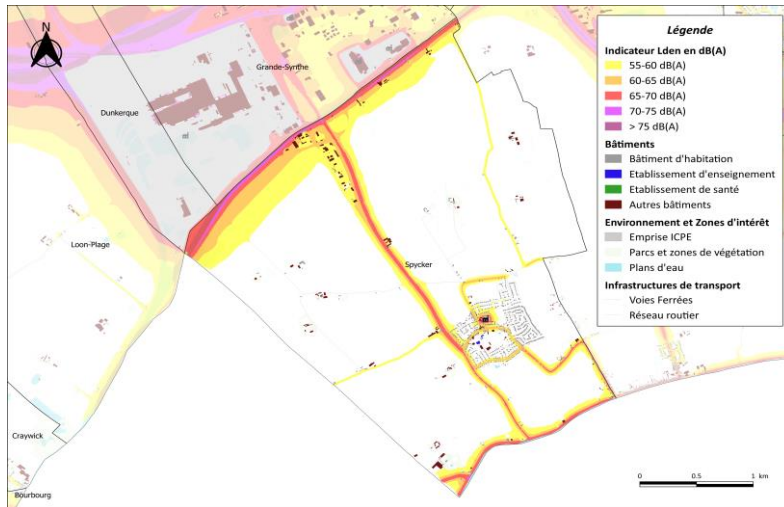 N
Grande-Synthe
Dunkerque
Loon-Plage
Spycker
Craywick
Bourbourg
Légende
Indicateur Lden en dB(A)
55-60 dB(A)
60-65 dB(A)
65-70 dB(A)
70-75 dB(A)
> 75 dB(A)
Bâtiments
Bâtiment d'habitation
Etablissement d'enseignement
Etablissement de santé
Autres bâtiments
Environnement et Zones d'intérêt
Emprise ICPE
Parcs et zones de végétation
Plans d'eau
Infrastructures de transport
Voies Ferrées
Réseau routier
0 0.5 1 km